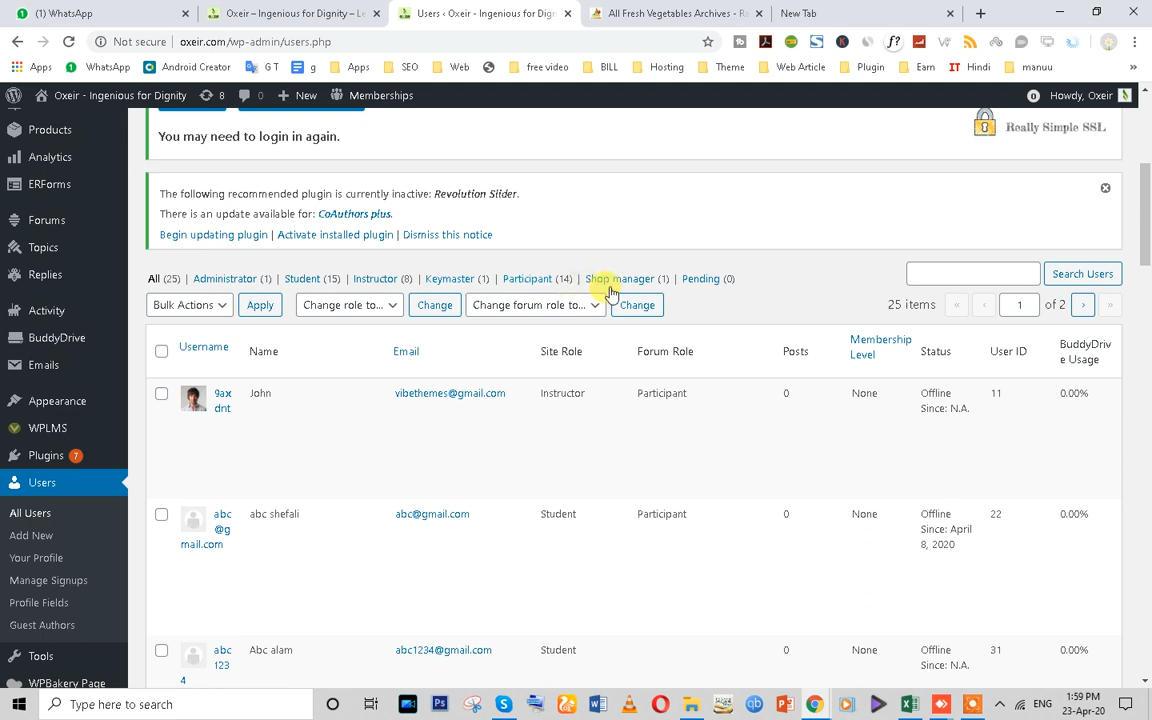 (1) WhatsApp
Oxeir – Ingenious for Dignity – Le
Users ‹ Oxeir - Ingenious for Dign
All Fresh Vegetables Archives - Ra
New Tab
Not secure | oxeir.com/wp-admin/users.php
Apps WhatsApp Android Creator G T g Apps SEO Web free video BILL Hosting Theme Web Article Plugin Earn IT Hindi manuu »
Oxeir - Ingenious for Dignity 8 0 New Memberships 0 Howdy, Oxeir
Products
Analytics
ERForms
Forums
Topics
Replies
Activity
BuddyDrive
Emails
Appearance
WPLMS
Plugins 7
Users
All Users
Add New
Your Profile
Manage Signups
Profile Fields
Guest Authors
Tools
WPBakery Page
You may need to login in again.
Really Simple SSL
The following recommended plugin is currently inactive: Revolution Slider.
There is an update available for: CoAuthors plus.
Begin updating plugin | Activate installed plugin | Dismiss this notice
All (25) | Administrator (1) | Student (15) | Instructor (8) | Keymaster (1) | Participant (14) | Shop manager (1) | Pending (0)
Search Users
Bulk Actions Apply Change role to... Change Change forum role to... Change 25 items « ‹ 1 of 2 › »
Username Name Email Site Role Forum Role Posts Membership Level Status User ID BuddyDrive Usage
9axdnt John vibethemes@gmail.com Instructor Participant 0 None Offline Since: N.A. 11 0.00%
abc@gmail.com abc shefali abc@gmail.com Student Participant 0 None Offline Since: April 8, 2020 22 0.00%
abc1234 Abc alam abc1234@gmail.com Student 0 None Offline Since: N.A. 31 0.00%
Type here to search
ENG
1:59 PM
23-Apr-20